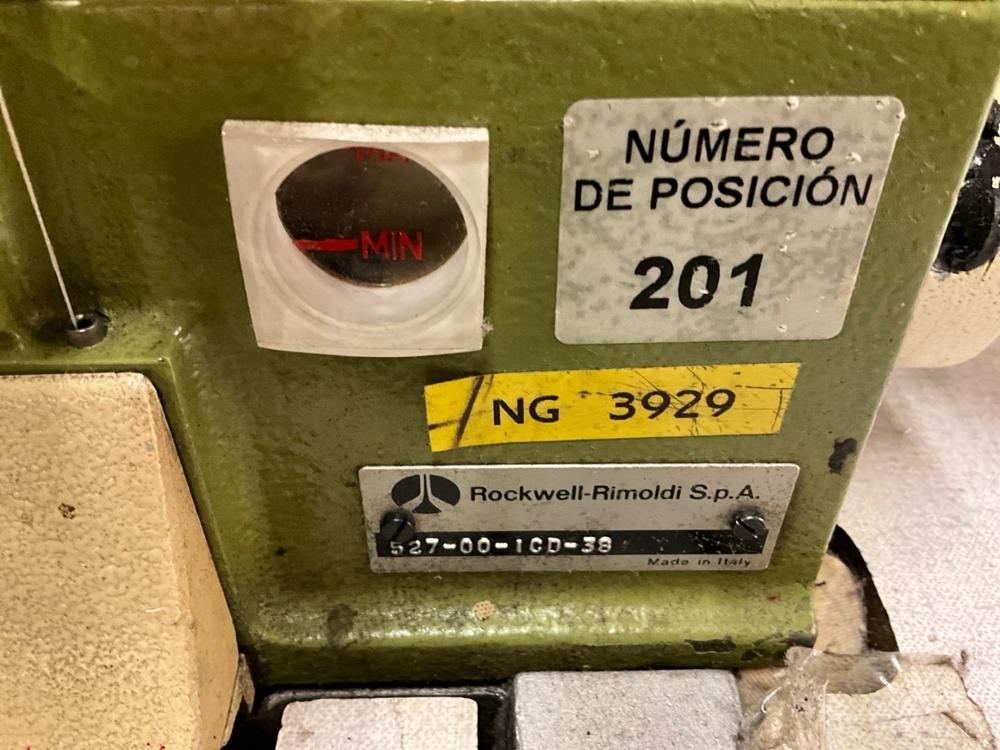 MIN
NÚMERO
DE POSICIÓN
201
NG 3929
Rockwell-Rimoldi S.p.A.
527-00-1CD-38
Made in Italy